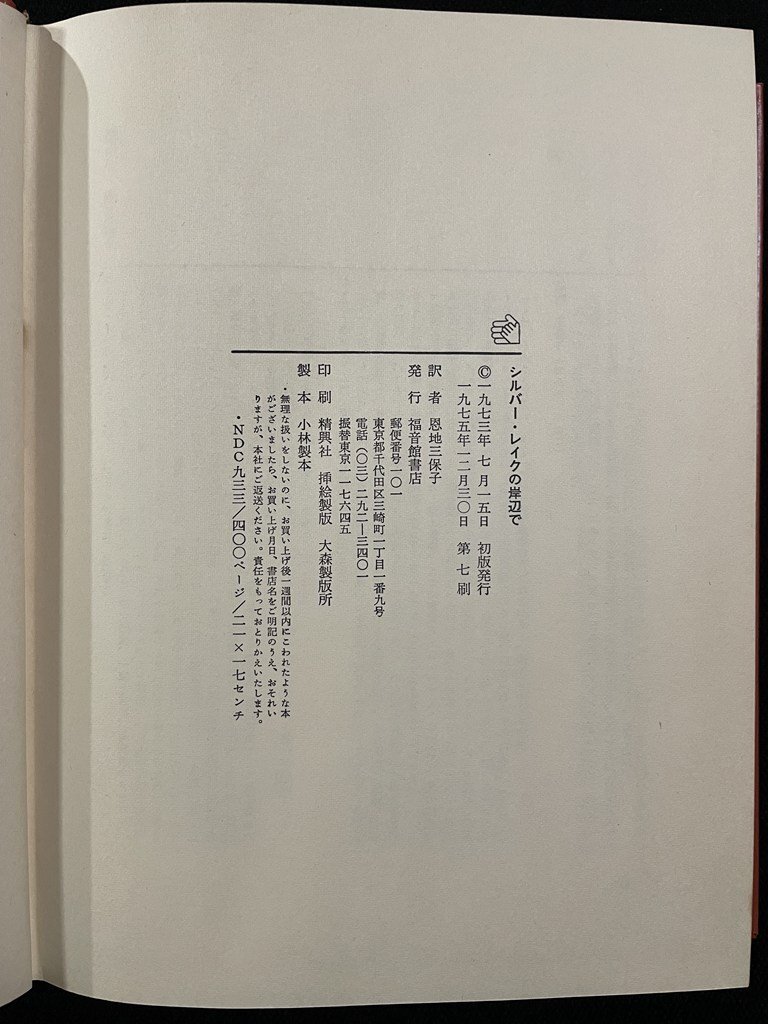 シルバー・レイクの岸辺で
©一九七三年 七月一五日 初版発行
一九七五年一二月三〇日 第七刷
訳者 恩地三保子
発行 福音館書店
郵便番号一〇一
東京都千代田区三崎町一丁目一番九号
電話（〇三）二九二―三四〇一
振替東京一―一七六四五
印刷 精興社 挿絵製版 大森製版所
製本 小林製本
・無理な扱いをしないのに、お買い上げ後一週間以内にこわれたような本
がございましたら、お買い上げ月日、書店名をご明記のうえ、おそれい
りますが、本社にご返送ください。責任をもっておとりかえいたします。
・NDC九三三／四〇〇ページ／二一×一七センチ